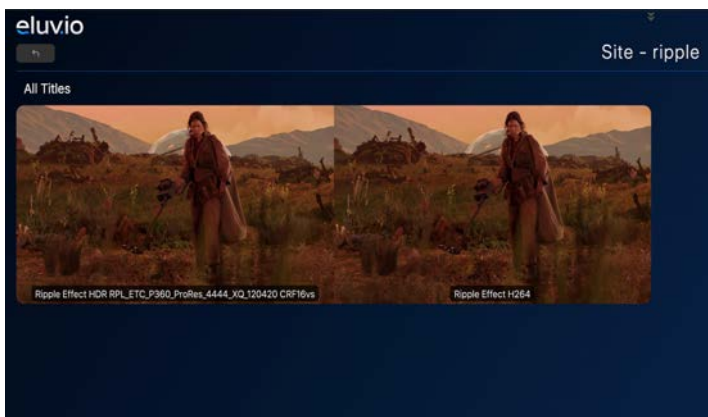 eluv.io
Site - ripple
All Titles
Ripple Effect HDR RPL_ETC_P360_ProRes_4444_XQ_120420 CRF16vs
Ripple Effect H264